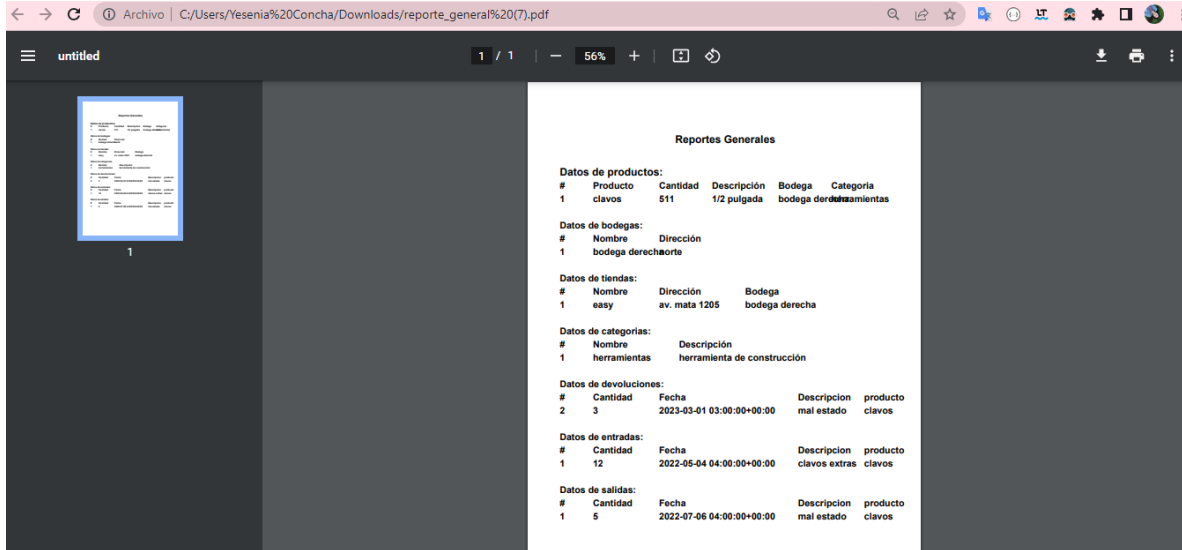 Archivo C:/Users/Yesenia%20Concha/Downloads/reporte_general%20(7).pdf
untitled
1 / 1
56%
1
Reportes Generales
Datos de productos:
# Producto Cantidad Descripción Bodega Categoria
1 clavos 511 1/2 pulgada bodega derecha herramientas
Datos de bodegas:
# Nombre Dirección
1 bodega derecha norte
Datos de tiendas:
# Nombre Dirección Bodega
1 easy av. mata 1205 bodega derecha
Datos de categorias:
# Nombre Descripción
1 herramientas herramienta de construcción
Datos de devoluciones:
# Cantidad Fecha Descripcion producto
2 3 2023-03-01 03:00:00+00:00 mal estado clavos
Datos de entradas:
# Cantidad Fecha Descripcion producto
1 12 2022-05-04 04:00:00+00:00 clavos extras clavos
Datos de salidas:
# Cantidad Fecha Descripcion producto
1 5 2022-07-06 04:00:00+00:00 mal estado clavos